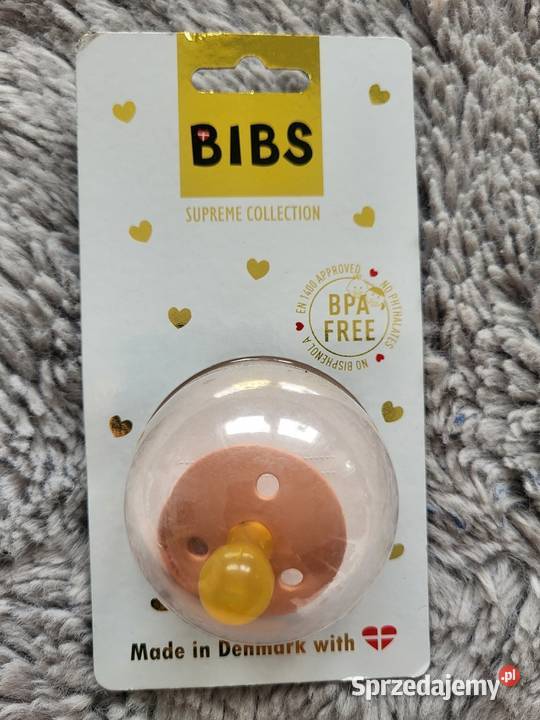 BIBS
SUPREME COLLECTION
EN 1400 APPROVED
NO PHTHALATES
NO BISPHENOL A
BPA
FREE
Made in Denmark with
Sprzedajemy.pl